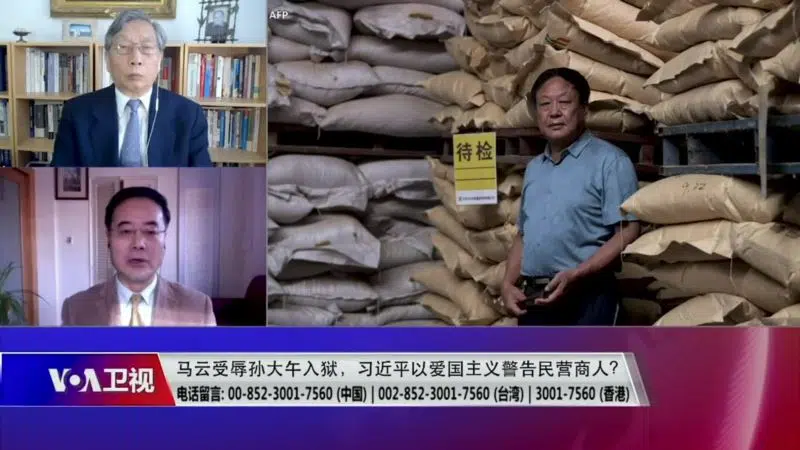 AFP
待检
9.12
VOA卫视
马云受辱孙大午入狱，习近平以爱国主义警告民营商人？
电话留言: 00-852-3001-7560 (中国) | 002-852-3001-7560 (台湾) | 3001-7560 (香港)